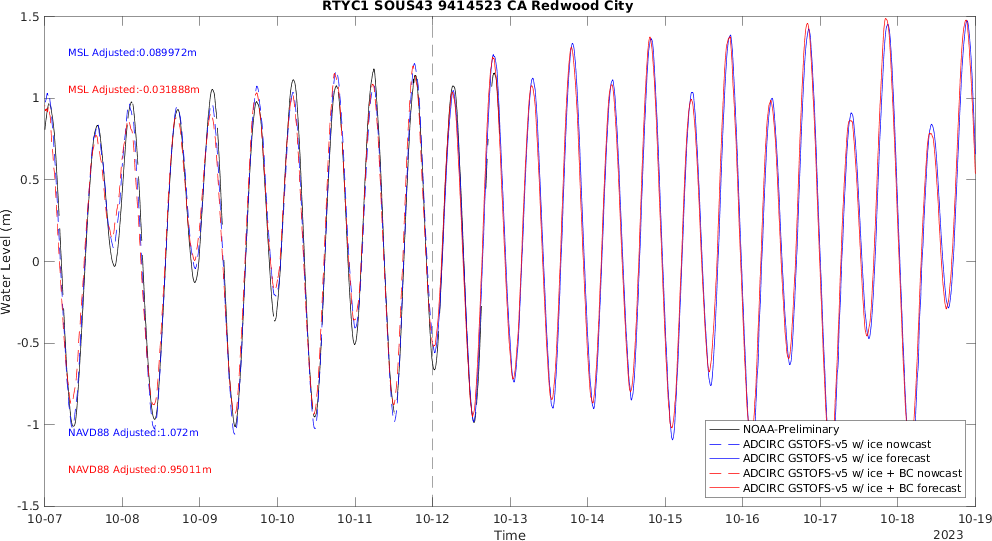 RTYC1 SOUS43 9414523 CA Redwood City
1.5
MSL Adjusted:0.089972m
MSL Adjusted:-0.031888m
1
0.5
Water Level (m)
0
-0.5
-1
NAVD88 Adjusted:1.072m
NAVD88 Adjusted:0.95011m
-1.5
NOAA-Preliminary
ADCIRC GSTOFS-v5 w/ ice nowcast
ADCIRC GSTOFS-v5 w/ ice forecast
ADCIRC GSTOFS-v5 w/ ice + BC nowcast
ADCIRC GSTOFS-v5 w/ ice + BC forecast
10-07 10-08 10-09 10-10 10-11 10-12 10-13 10-14 10-15 10-16 10-17 10-18 10-19
Time
2023